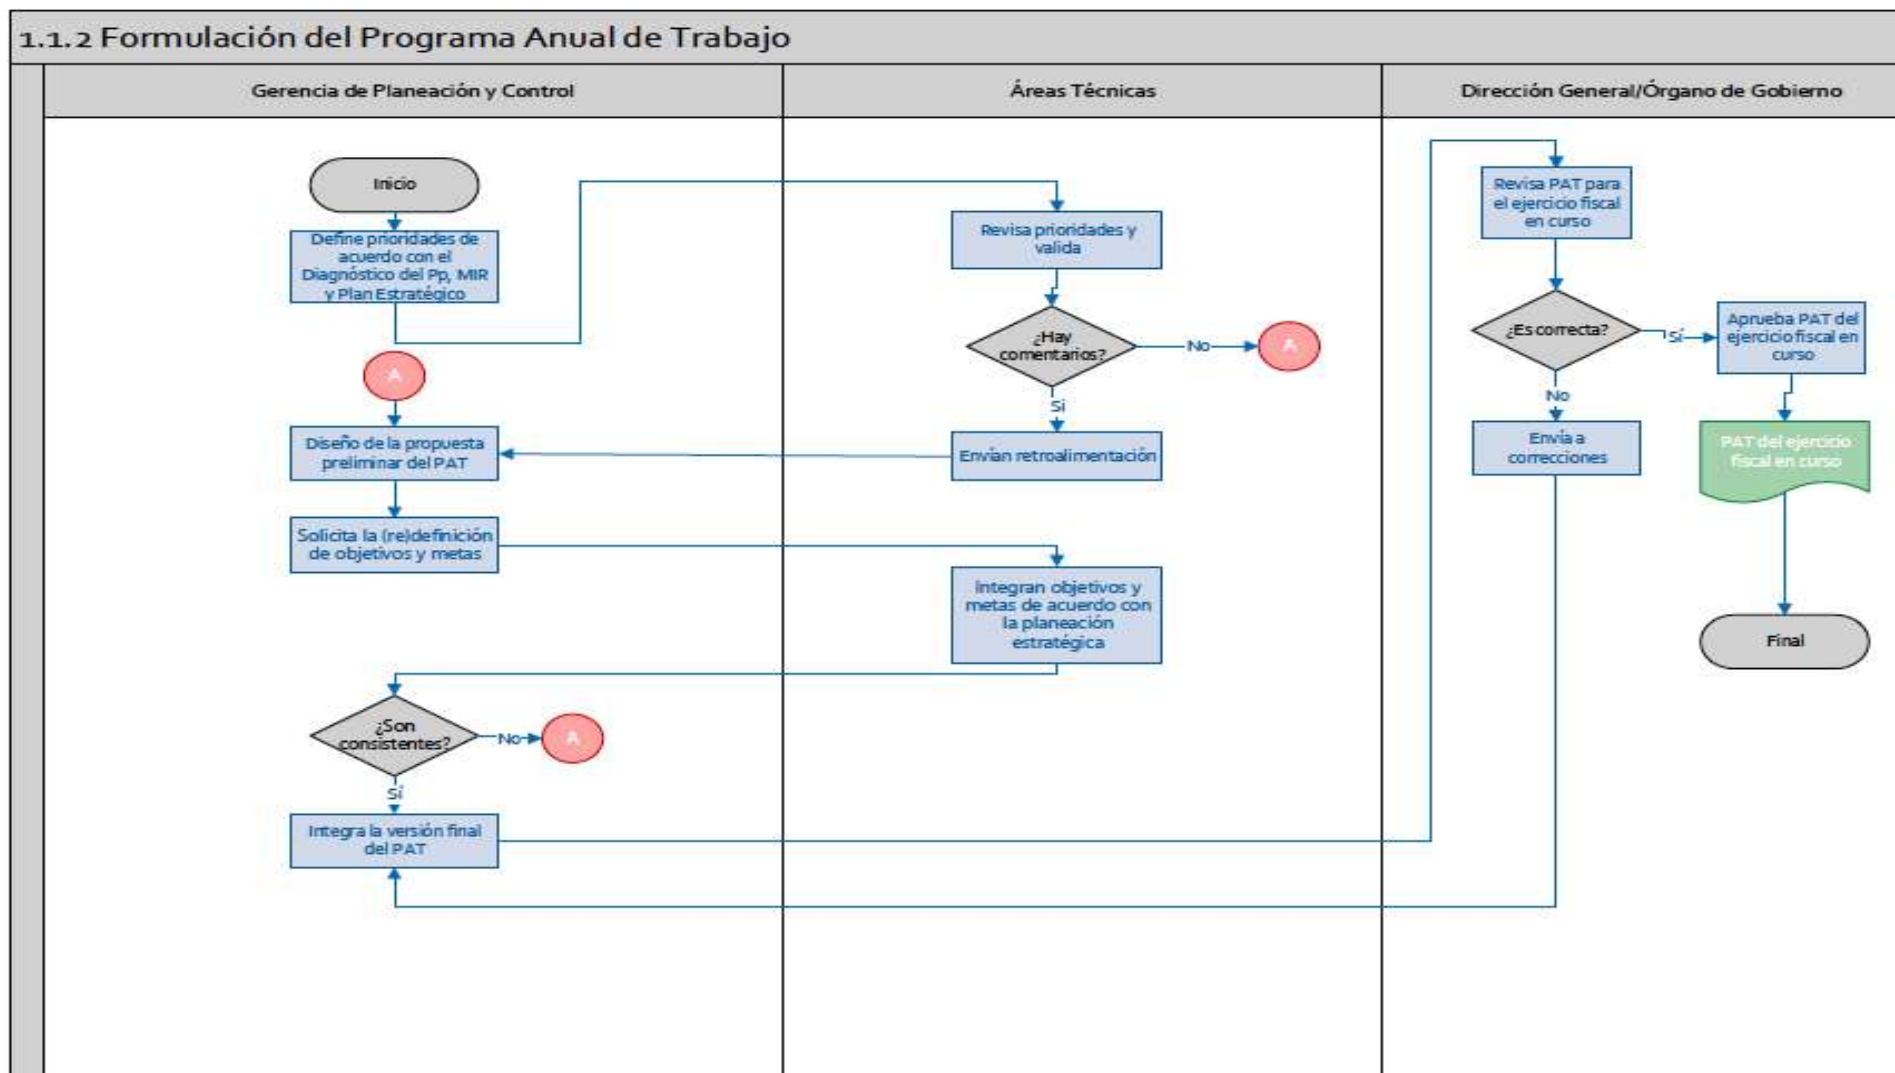 1.1.2 Formulación del Programa Anual de Trabajo
Gerencia de Planeación y Control
Áreas Técnicas
Dirección General/Órgano de Gobierno
Inicio
Define prioridades de
acuerdo con el
Diagnóstico del Pp, MIR
y Plan Estratégico
A
Diseño de la propuesta
preliminar del PAT
Solicita la (re)definición
de objetivos y metas
¿Son
consistentes?
No
A
Sí
Integra la versión final
del PAT
Revisa prioridades y
valida
¿Hay
comentarios?
No
A
Si
Envían retroalimentación
Integran objetivos y
metas de acuerdo con
la planeación
estratégica
Revisa PAT para
el ejercicio fiscal
en curso
¿Es correcta?
Sí
Aprueba PAT del
ejercicio fiscal en
curso
No
Envía a
correcciones
PAT del ejercicio
fiscal en curso
Final